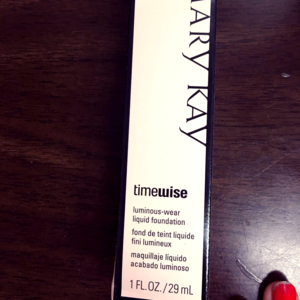 MARY KAY
timewise
luminous-wear
liquid foundation
fond de teint liquide
fini lumineux
maquillaje líquido
acabado luminoso
1 FL. OZ./29 mL